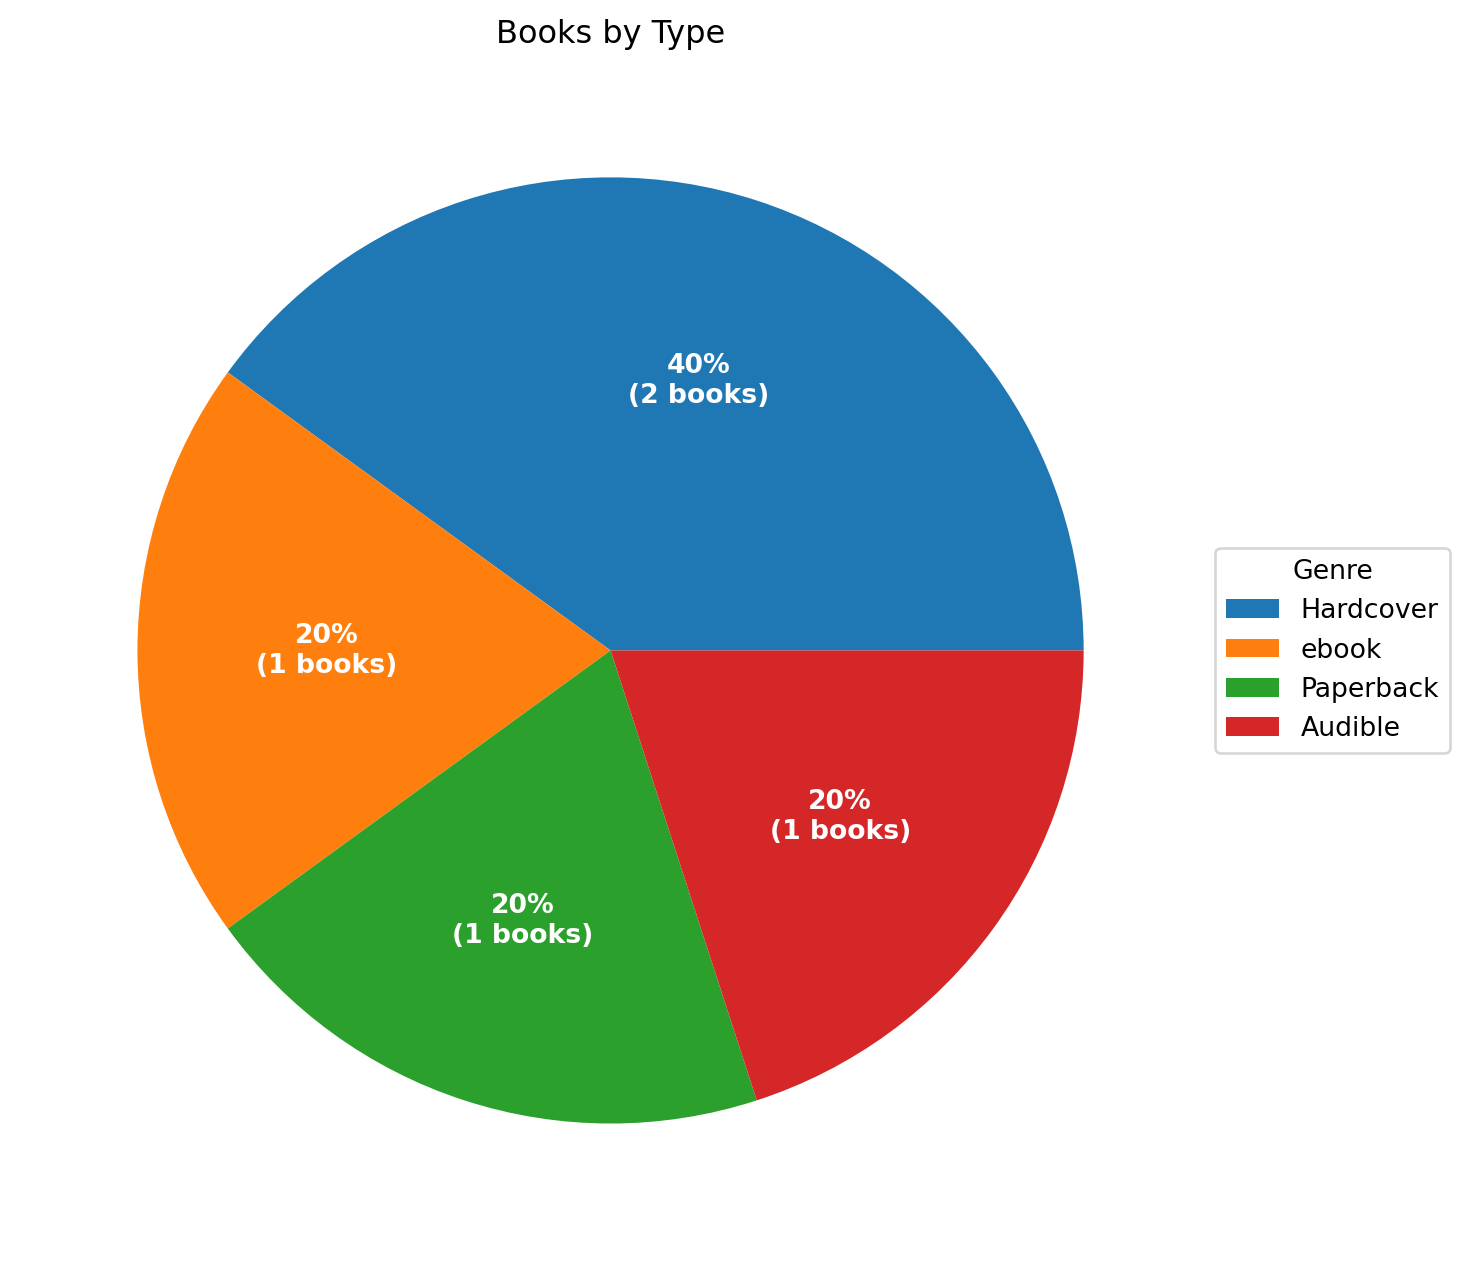 Books by Type
40%
(2 books)
20%
(1 books)
20%
(1 books)
20%
(1 books)
Genre
Hardcover
ebook
Paperback
Audible